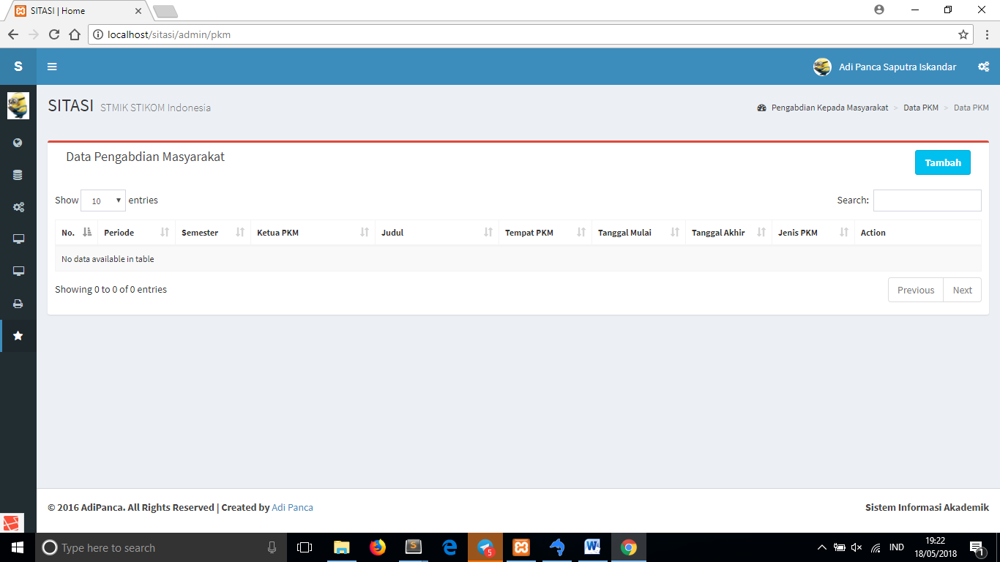 SITASI | Home
localhost/sitasi/admin/pkm
S
Adi Panca Saputra Iskandar
SITASI STMIK STIKOM Indonesia
Pengabdian Kepada Masyarakat > Data PKM > Data PKM
Data Pengabdian Masyarakat
Tambah
Show 10 entries
Search:
No. Periode Semester Ketua PKM Judul Tempat PKM Tanggal Mulai Tanggal Akhir Jenis PKM Action
No data available in table
Showing 0 to 0 of 0 entries
Previous Next
© 2016 AdiPanca. All Rights Reserved | Created by Adi Panca
Sistem Informasi Akademik
Type here to search
5
IND
19:22
18/05/2018
1